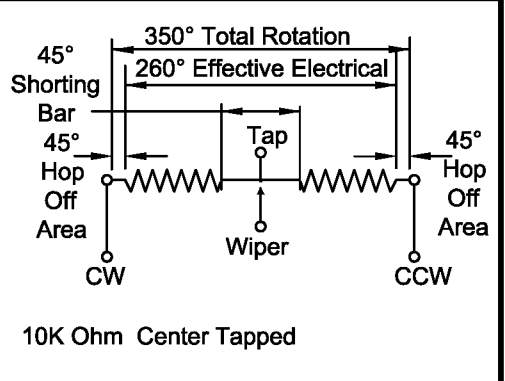 350° Total Rotation
45°
Shorting
Bar
260° Effective Electrical
Tap
45°
Hop
Off
Area
45°
Hop
Off
Area
Wiper
CW
CCW
10K Ohm Center Tapped